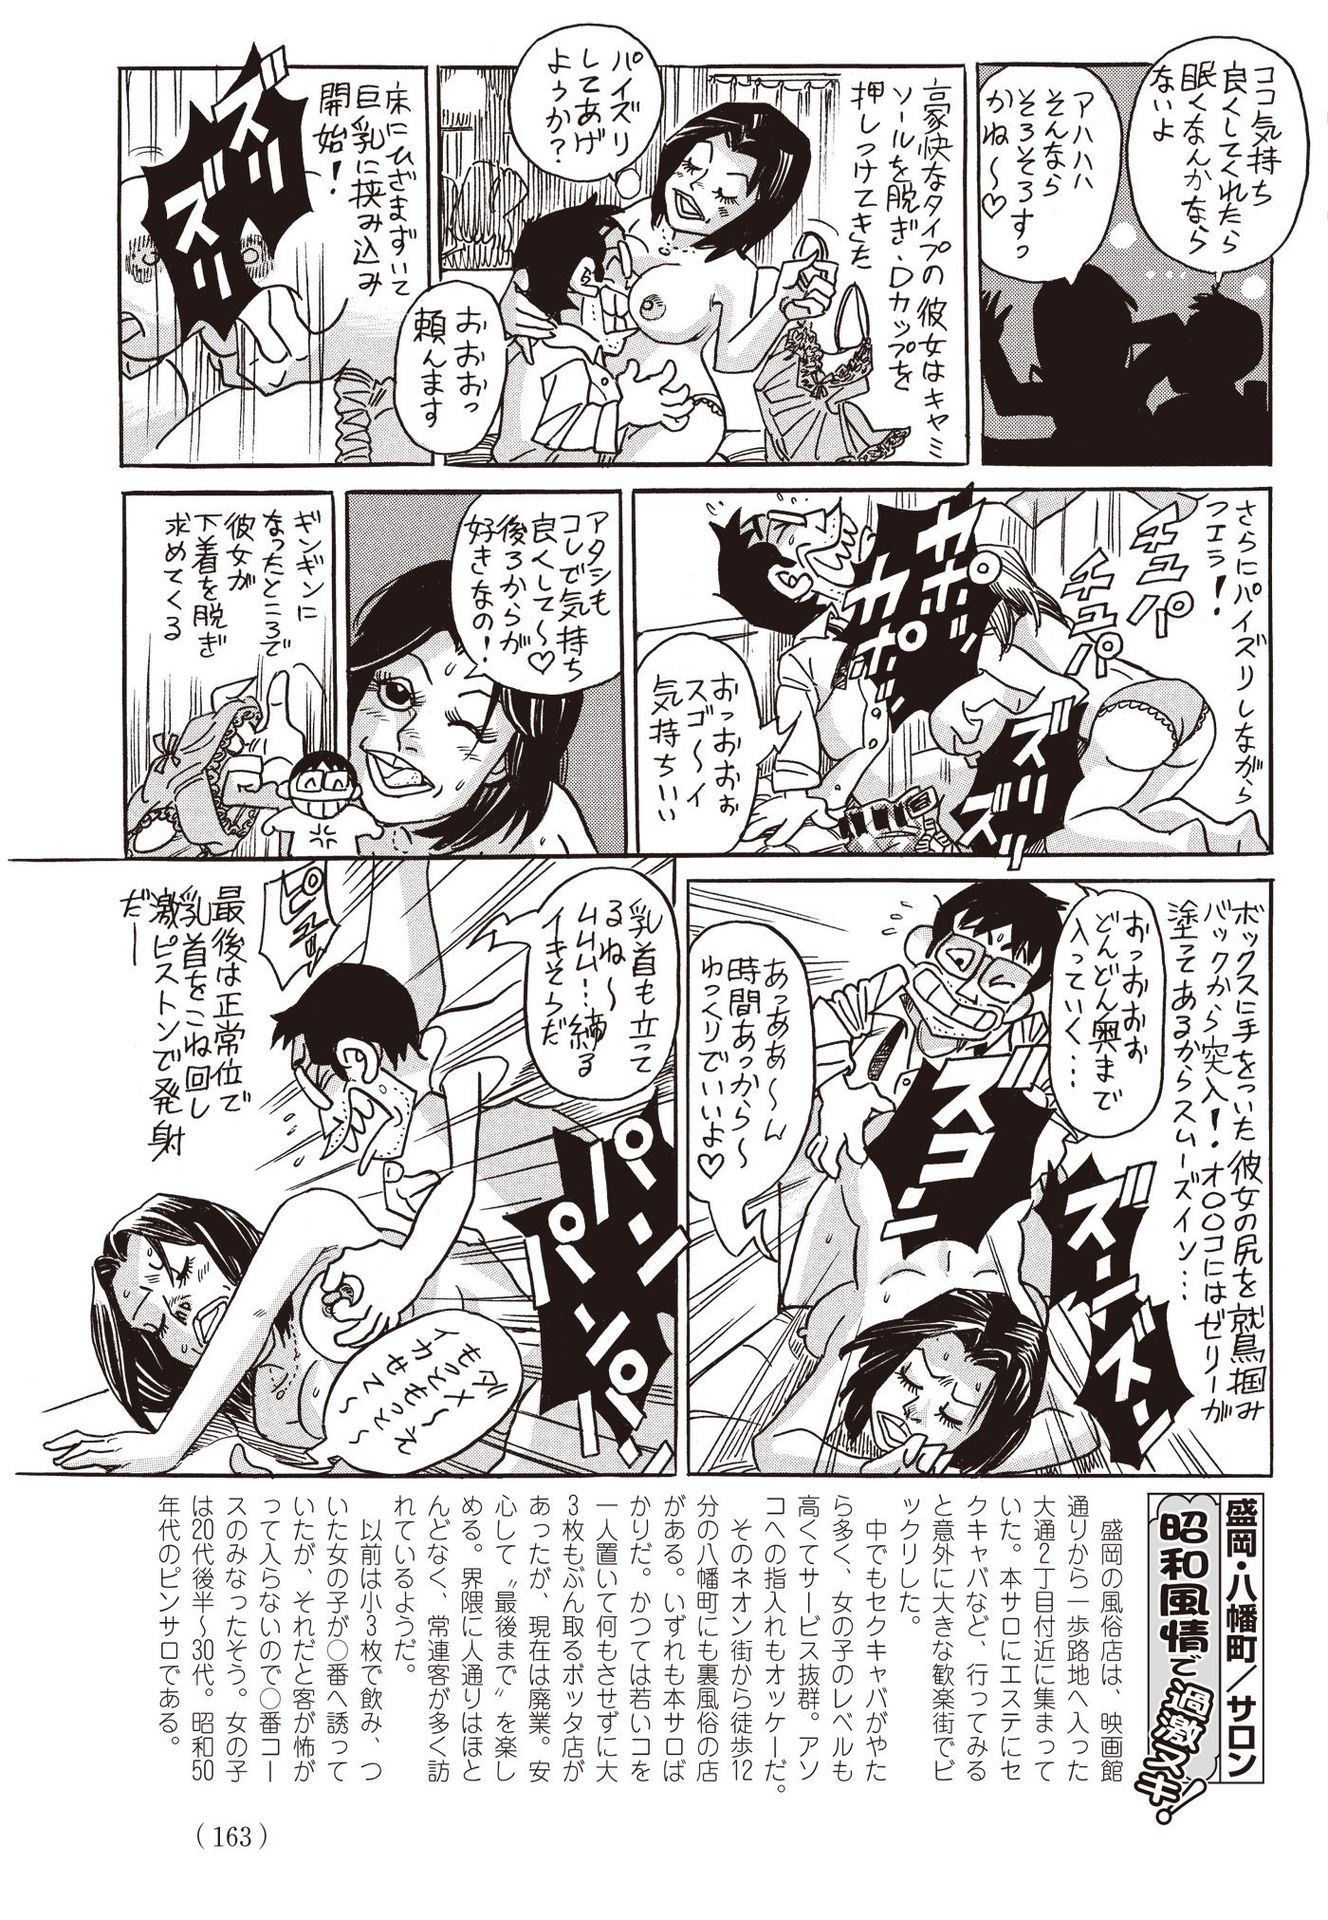 ココ気持ち
良くしてくれたら
眠くなんかなら
ないよ
アハハハ
そんなら
そろそろすっ
かね〜♡
豪快なタイプの彼女はキャミ
ソールを脱ぎ、Dカップを
押しつけてきた
パイズリ
してあげ
よぅか？
おおおっ
頼んます
床にひざまずいて
巨乳に挟み込み
開始！
ズリ
ズリ
さらにパイズリしながら
フェラ！
チュパ
チュパ
カポッ
カポッ
ズリ
ズリ
おっおおぉ
スゴ〜イ
気持ちいい
アタシも
コレで気持ち
良くして〜♡
後ろからが
好きなの！
ギンギンに
なったところで
彼女が
下着を脱ぎ
求めてくる
ボックスに手をついた彼女の尻を鷲掴み
バックから突入！オ〇〇コにはゼリーが
塗ってあるからスムーズイン…
おっおおお
どんどん奥まで
入っていく…
ズコン
ズンズン
あっああ〜ん
時間あっから〜
ゆっくりでいいよ♡
乳首も立って
るね〜
ムムム…締る
イキそうだ
パンパン
ピュッ
ダメ〜
もっともっと〜
イカせて〜
最後は正常位で
乳首をこね回し
激ピストンで発射
だー
盛岡・八幡町／サロン
昭和風情で過激ヌキ！
盛岡の風俗店は、映画館
通りから一歩路地へ入った
大通2丁目付近に集まって
いた。本サロにエステにセ
クキャバなど、行ってみる
と意外に大きな歓楽街でビ
ックリした。
中でもセクキャバがやた
ら多く、女の子のレベルも
高くてサービス抜群。アソ
コへの指入れもオッケーだ。
そのネオン街から徒歩12
分の八幡町にも裏風俗の店
がある。いずれも本サロば
かりだ。かつては若いコを
一人置いて何もさせずに大
3枚もぶん取るボッタ店が
あったが、現在は廃業。安
心して〝最後まで〟を楽し
める。界隈に人通りはほと
んどなく、常連客が多く訪
れているようだ。
以前は小3枚で飲み、つ
いた女の子が〇番へ誘って
いたが、それだと客が怖が
って入らないので〇番コー
スのみなったそう。女の子
は20代後半〜30代。昭和50
年代のピンサロである。
（163）